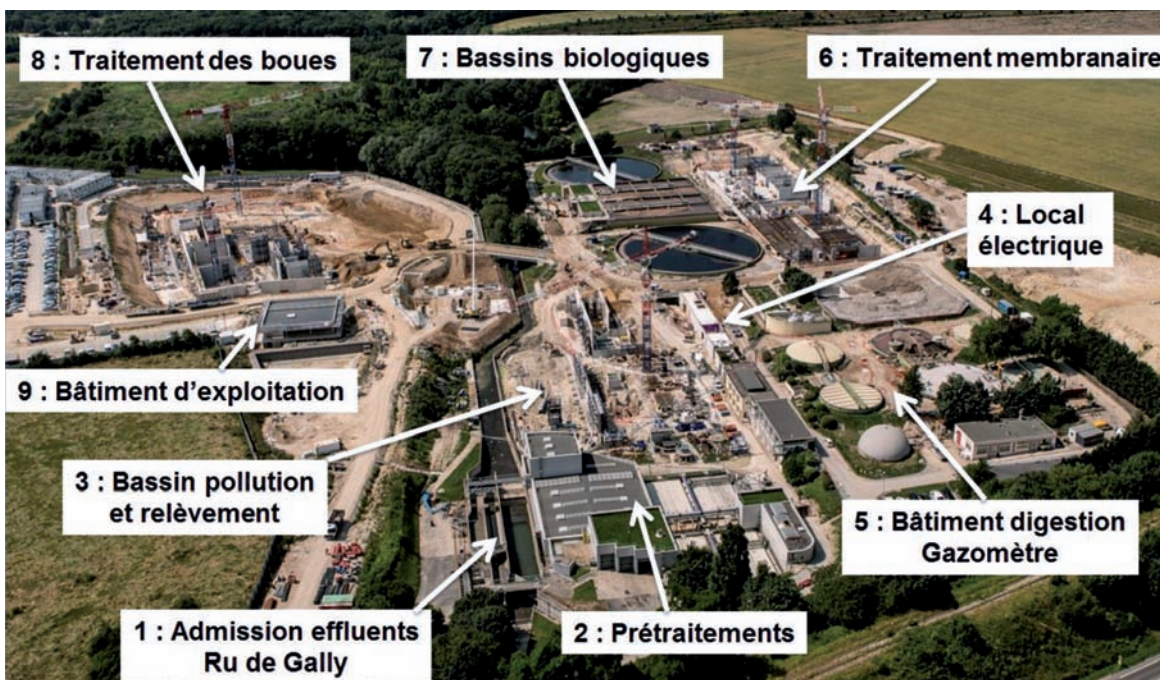 8 : Traitement des boues
7 : Bassins biologiques
6 : Traitement membranaire
4 : Local
électrique
9 : Bâtiment d'exploitation
3 : Bassin pollution
et relèvement
5 : Bâtiment digestion
Gazomètre
1 : Admission effluents
Ru de Gally
2 : Prétraitements